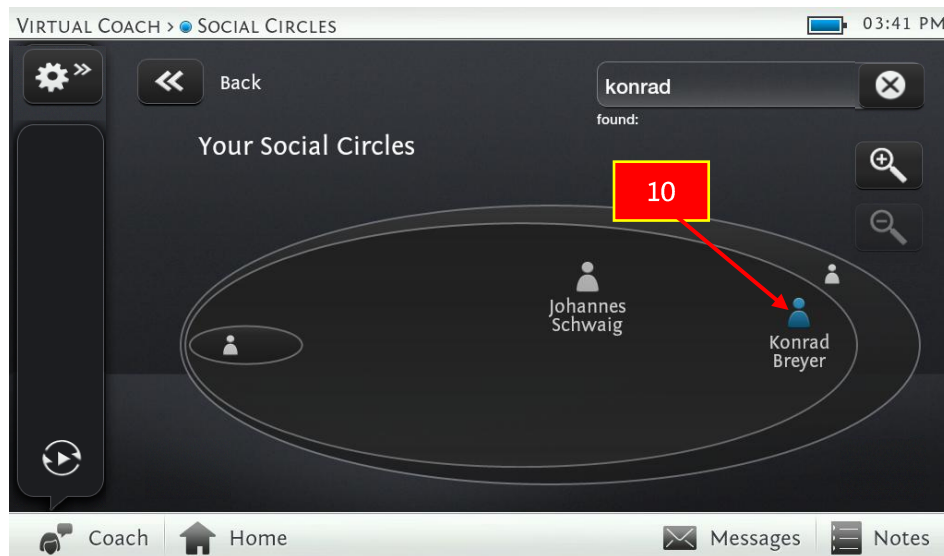 VIRTUAL COACH > SOCIAL CIRCLES
03:41 PM
Back
konrad
found:
Your Social Circles
10
Johannes
Schwaig
Konrad
Breyer
Coach
Home
Messages
Notes